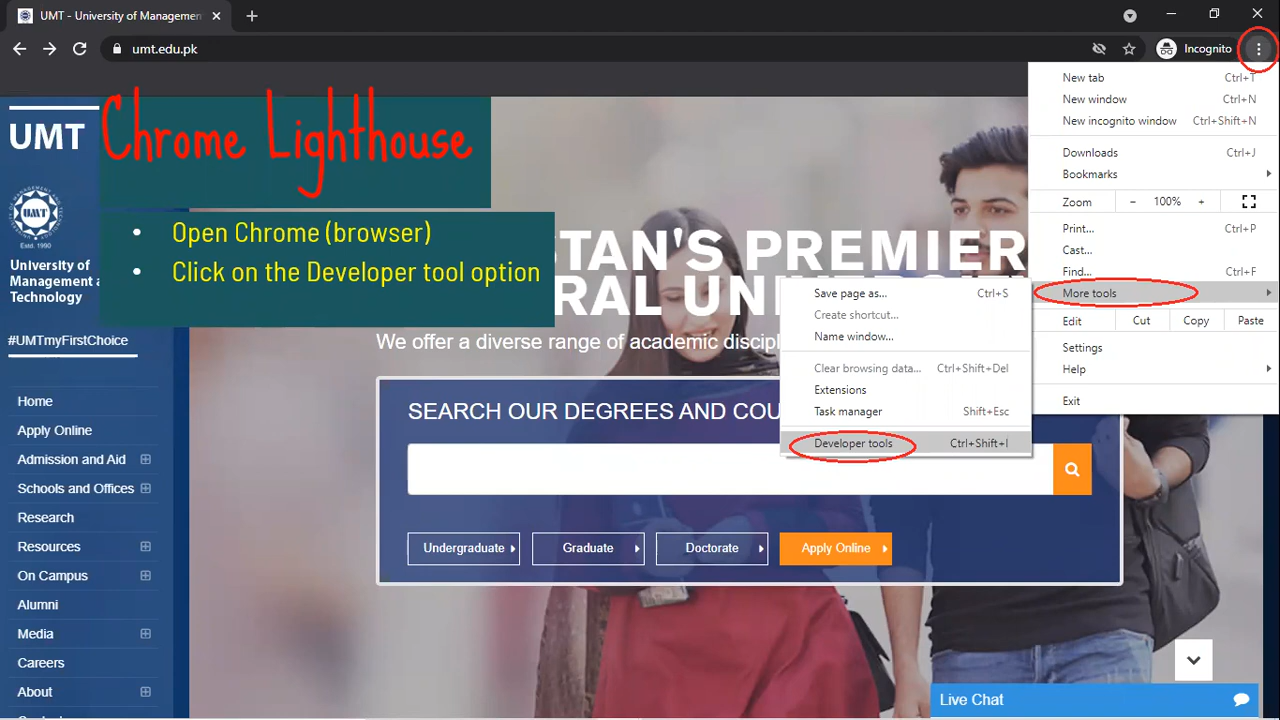 UMT - University of Management
umt.edu.pk
Incognito
UMT
UMT
Estd. 1990
University of
Management a
Technology
#UMTmyFirstChoice
Home
Apply Online
Admission and Aid
Schools and Offices
Research
Resources
On Campus
Alumni
Media
Careers
About
Chrome Lighthouse
• Open Chrome (browser)
• Click on the Developer tool option
STAN'S PREMIER
RAL UN
We offer a diverse range of academic discipl
SEARCH OUR DEGREES AND COU
Undergraduate
Graduate
Doctorate
Apply Online
New tab Ctrl+T
New window Ctrl+N
New incognito window Ctrl+Shift+N
Downloads Ctrl+J
Bookmarks
Zoom − 100% +
Print... Ctrl+P
Cast...
Find... Ctrl+F
More tools
Edit Cut Copy Paste
Settings
Help
Exit
Save page as... Ctrl+S
Create shortcut...
Name window...
Clear browsing data... Ctrl+Shift+Del
Extensions
Task manager Shift+Esc
Developer tools Ctrl+Shift+I
Live Chat